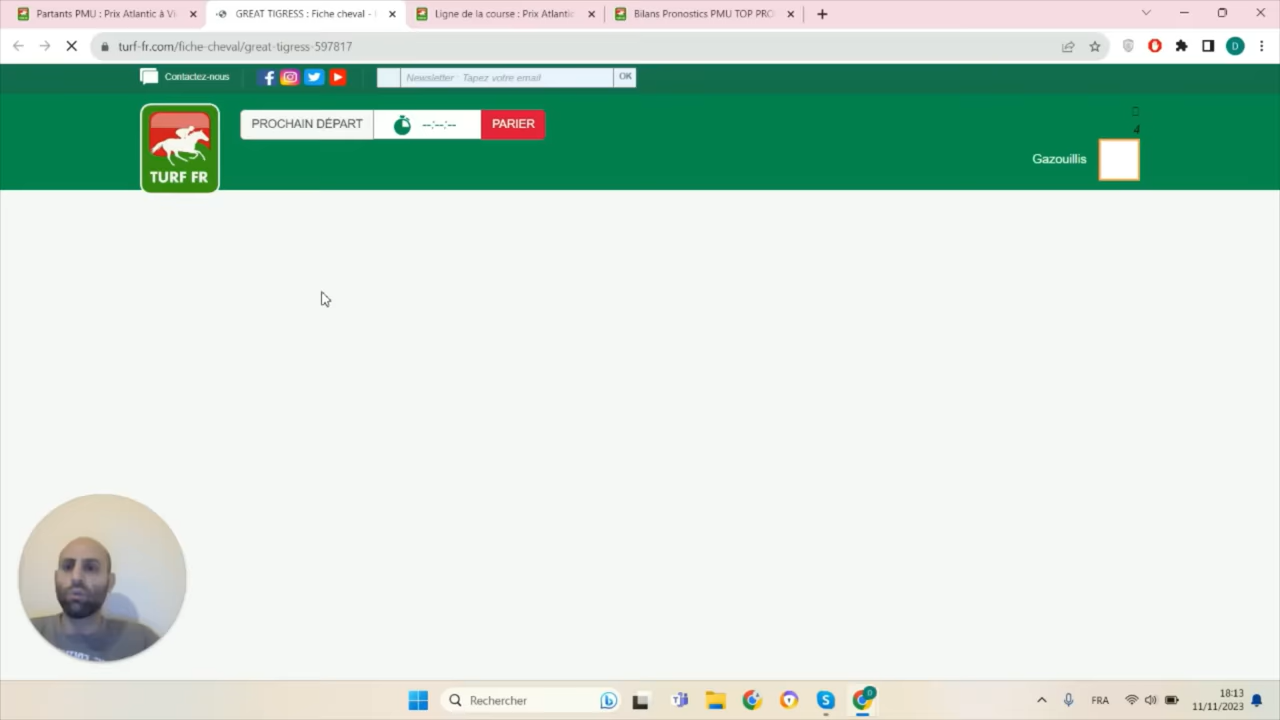 Partants PMU : Prix Atlantic à Vi
GREAT TIGRESS : Fiche cheval -
Ligne de la course : Prix Atlantic
Bilans Pronostics PMU TOP PRO
turf-fr.com/fiche-cheval/great-tigress-597817
D
Contactez-nous
Newsletter : Tapez votre email
OK
PROCHAIN DÉPART
--:--:--
PARIER
TURF FR
4
Gazouillis
Rechercher
FRA
18:13
11/11/2023